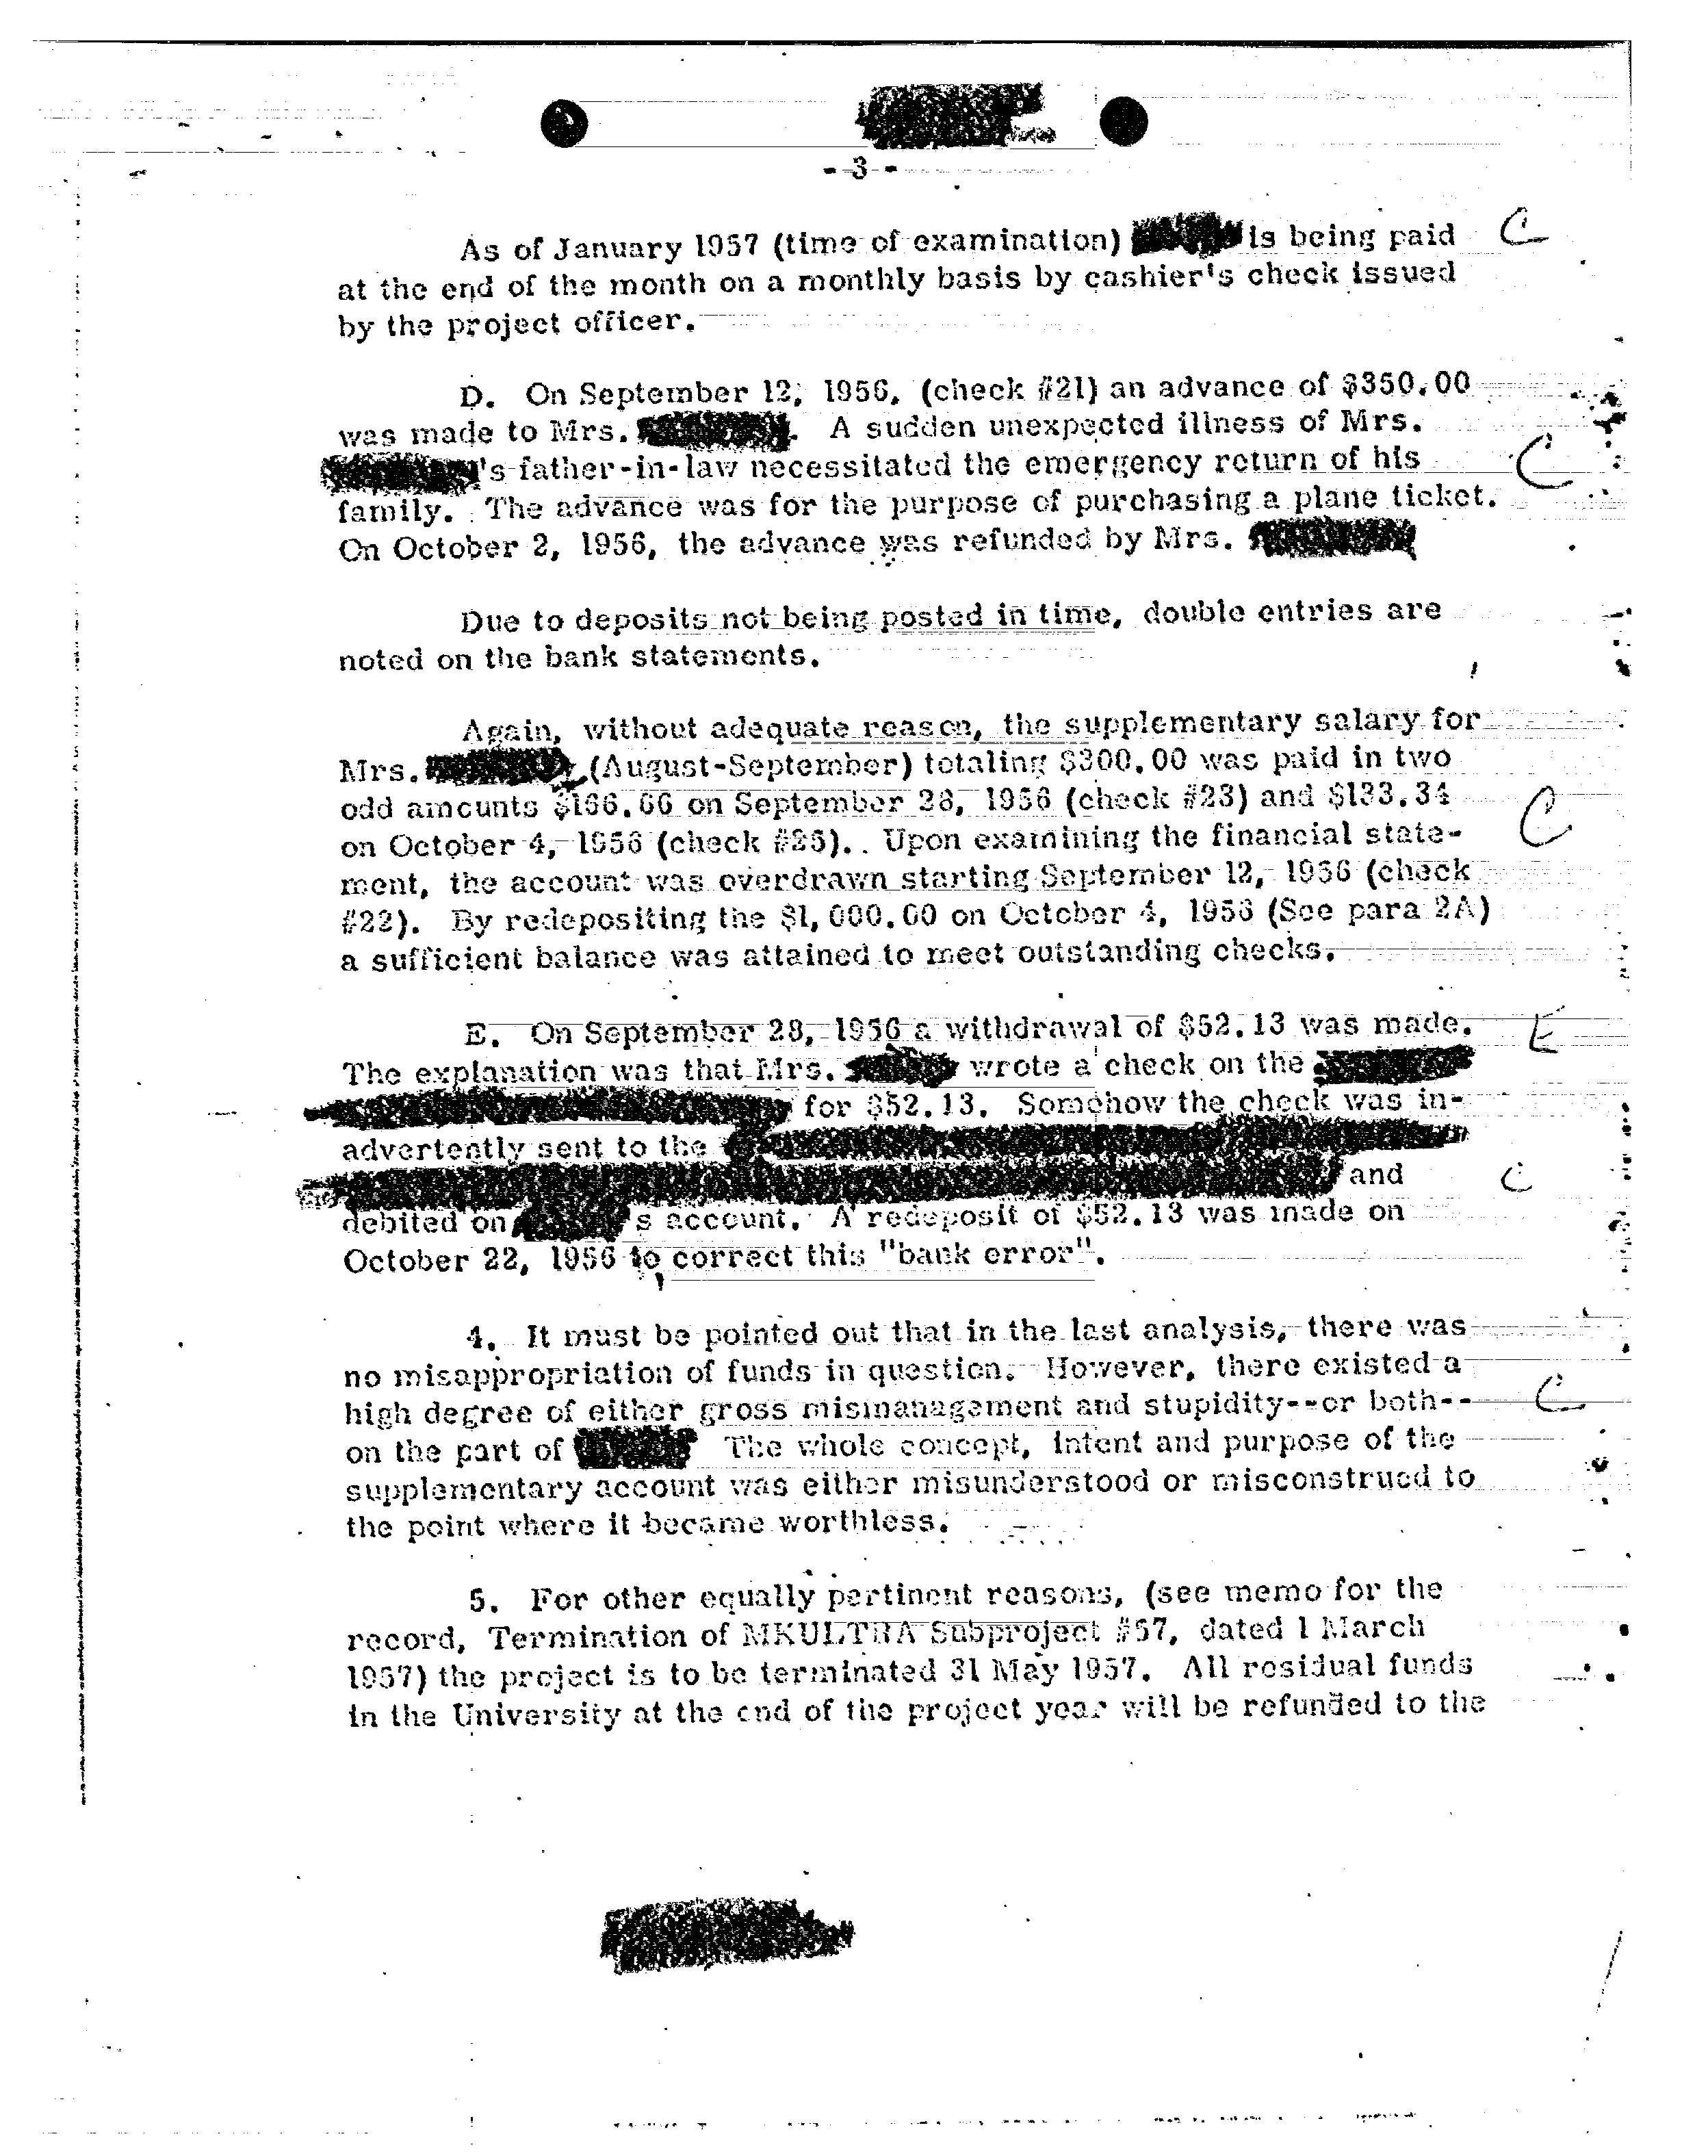 - 3 -
As of January 1957 (time of examination) is being paid C
at the end of the month on a monthly basis by cashier's check issued
by the project officer.
D. On September 12, 1956, (check #21) an advance of $350.00
was made to Mrs. . A sudden unexpected illness of Mrs.
's father-in-law necessitated the emergency return of his C
family. The advance was for the purpose of purchasing a plane ticket.
On October 2, 1956, the advance was refunded by Mrs.
Due to deposits not being posted in time, double entries are
noted on the bank statements.
Again, without adequate reason, the supplementary salary for
Mrs. (August-September) totaling $300.00 was paid in two
odd amounts $166.66 on September 28, 1956 (check #23) and $133.34 C
on October 4, 1956 (check #25). Upon examining the financial state-
ment, the account was overdrawn starting September 12, 1956 (check
#22). By redepositing the $1,000.00 on October 4, 1956 (See para 2A)
a sufficient balance was attained to meet outstanding checks.
E. On September 28, 1956 a withdrawal of $52.13 was made. E
The explanation was that Mrs. wrote a check on the
for $52.13. Somehow the check was in-
advertently sent to the
and C
debited on 's account. A redeposit of $52.13 was made on
October 22, 1956 to correct this "bank error".
4. It must be pointed out that in the last analysis, there was
no misappropriation of funds in question. However, there existed a
high degree of either gross mismanagement and stupidity--or both-- C
on the part of The whole concept, intent and purpose of the
supplementary account was either misunderstood or misconstrued to
the point where it became worthless.
5. For other equally pertinent reasons, (see memo for the
record, Termination of MKULTRA Subproject #57, dated 1 March
1957) the project is to be terminated 31 May 1957. All residual funds
in the University at the end of the project year will be refunded to the